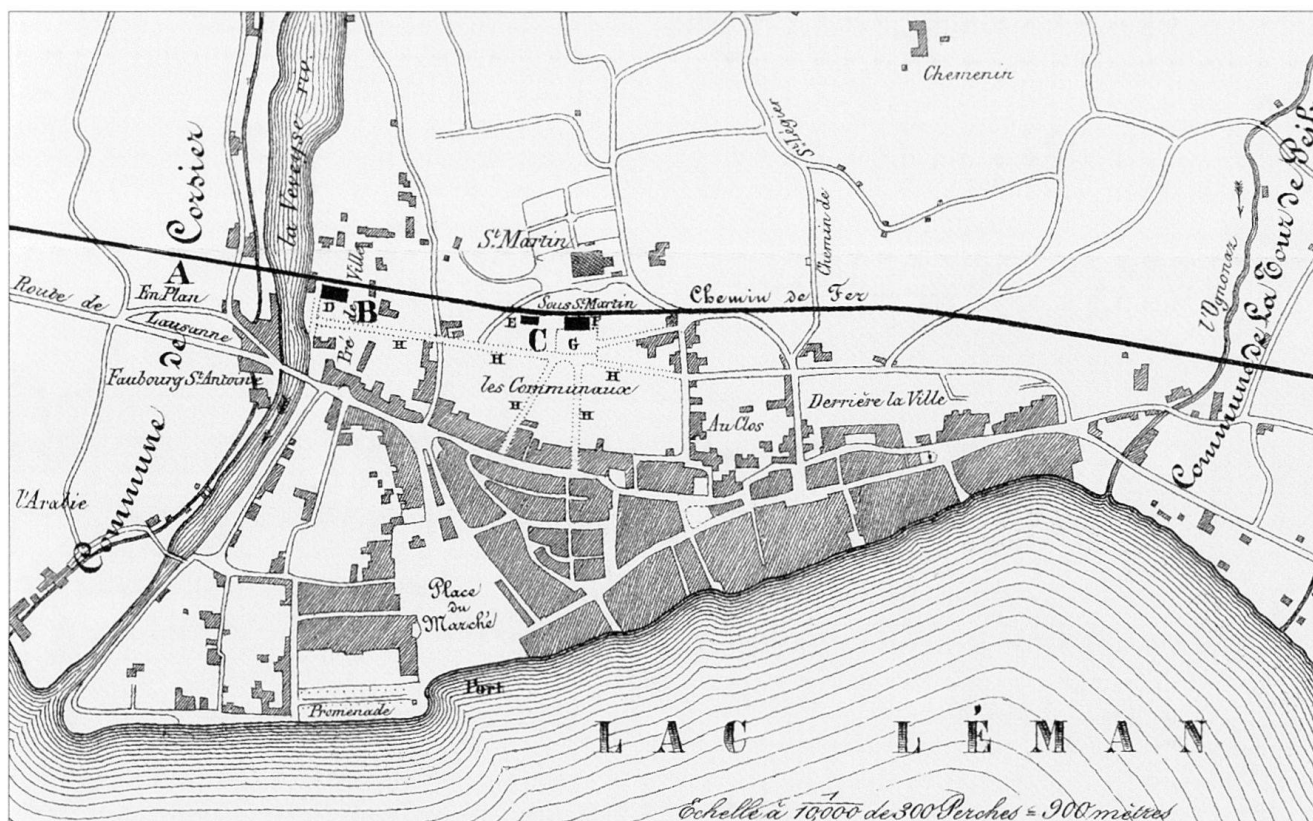 Chemenin
la Veveyse riv.
St Légier
Chemin de
Commune de Corsier
Commune de La Tour de Peilz
l'Ognonaz
St Martin
Pré de Ville
A
En Plan
Route de Lausanne
D
B
Sous St Martin
Chemin de Fer
E
F
C
G
H
H
H
H
H
Faubourg St Antoine
les Communaux
Derrière la Ville
Au Clos
l'Arabie
Place
du
Marché
Port
Promenade
LAC LÉMAN
Echelle à 1/10,000 de 300 Perches = 900 mètres